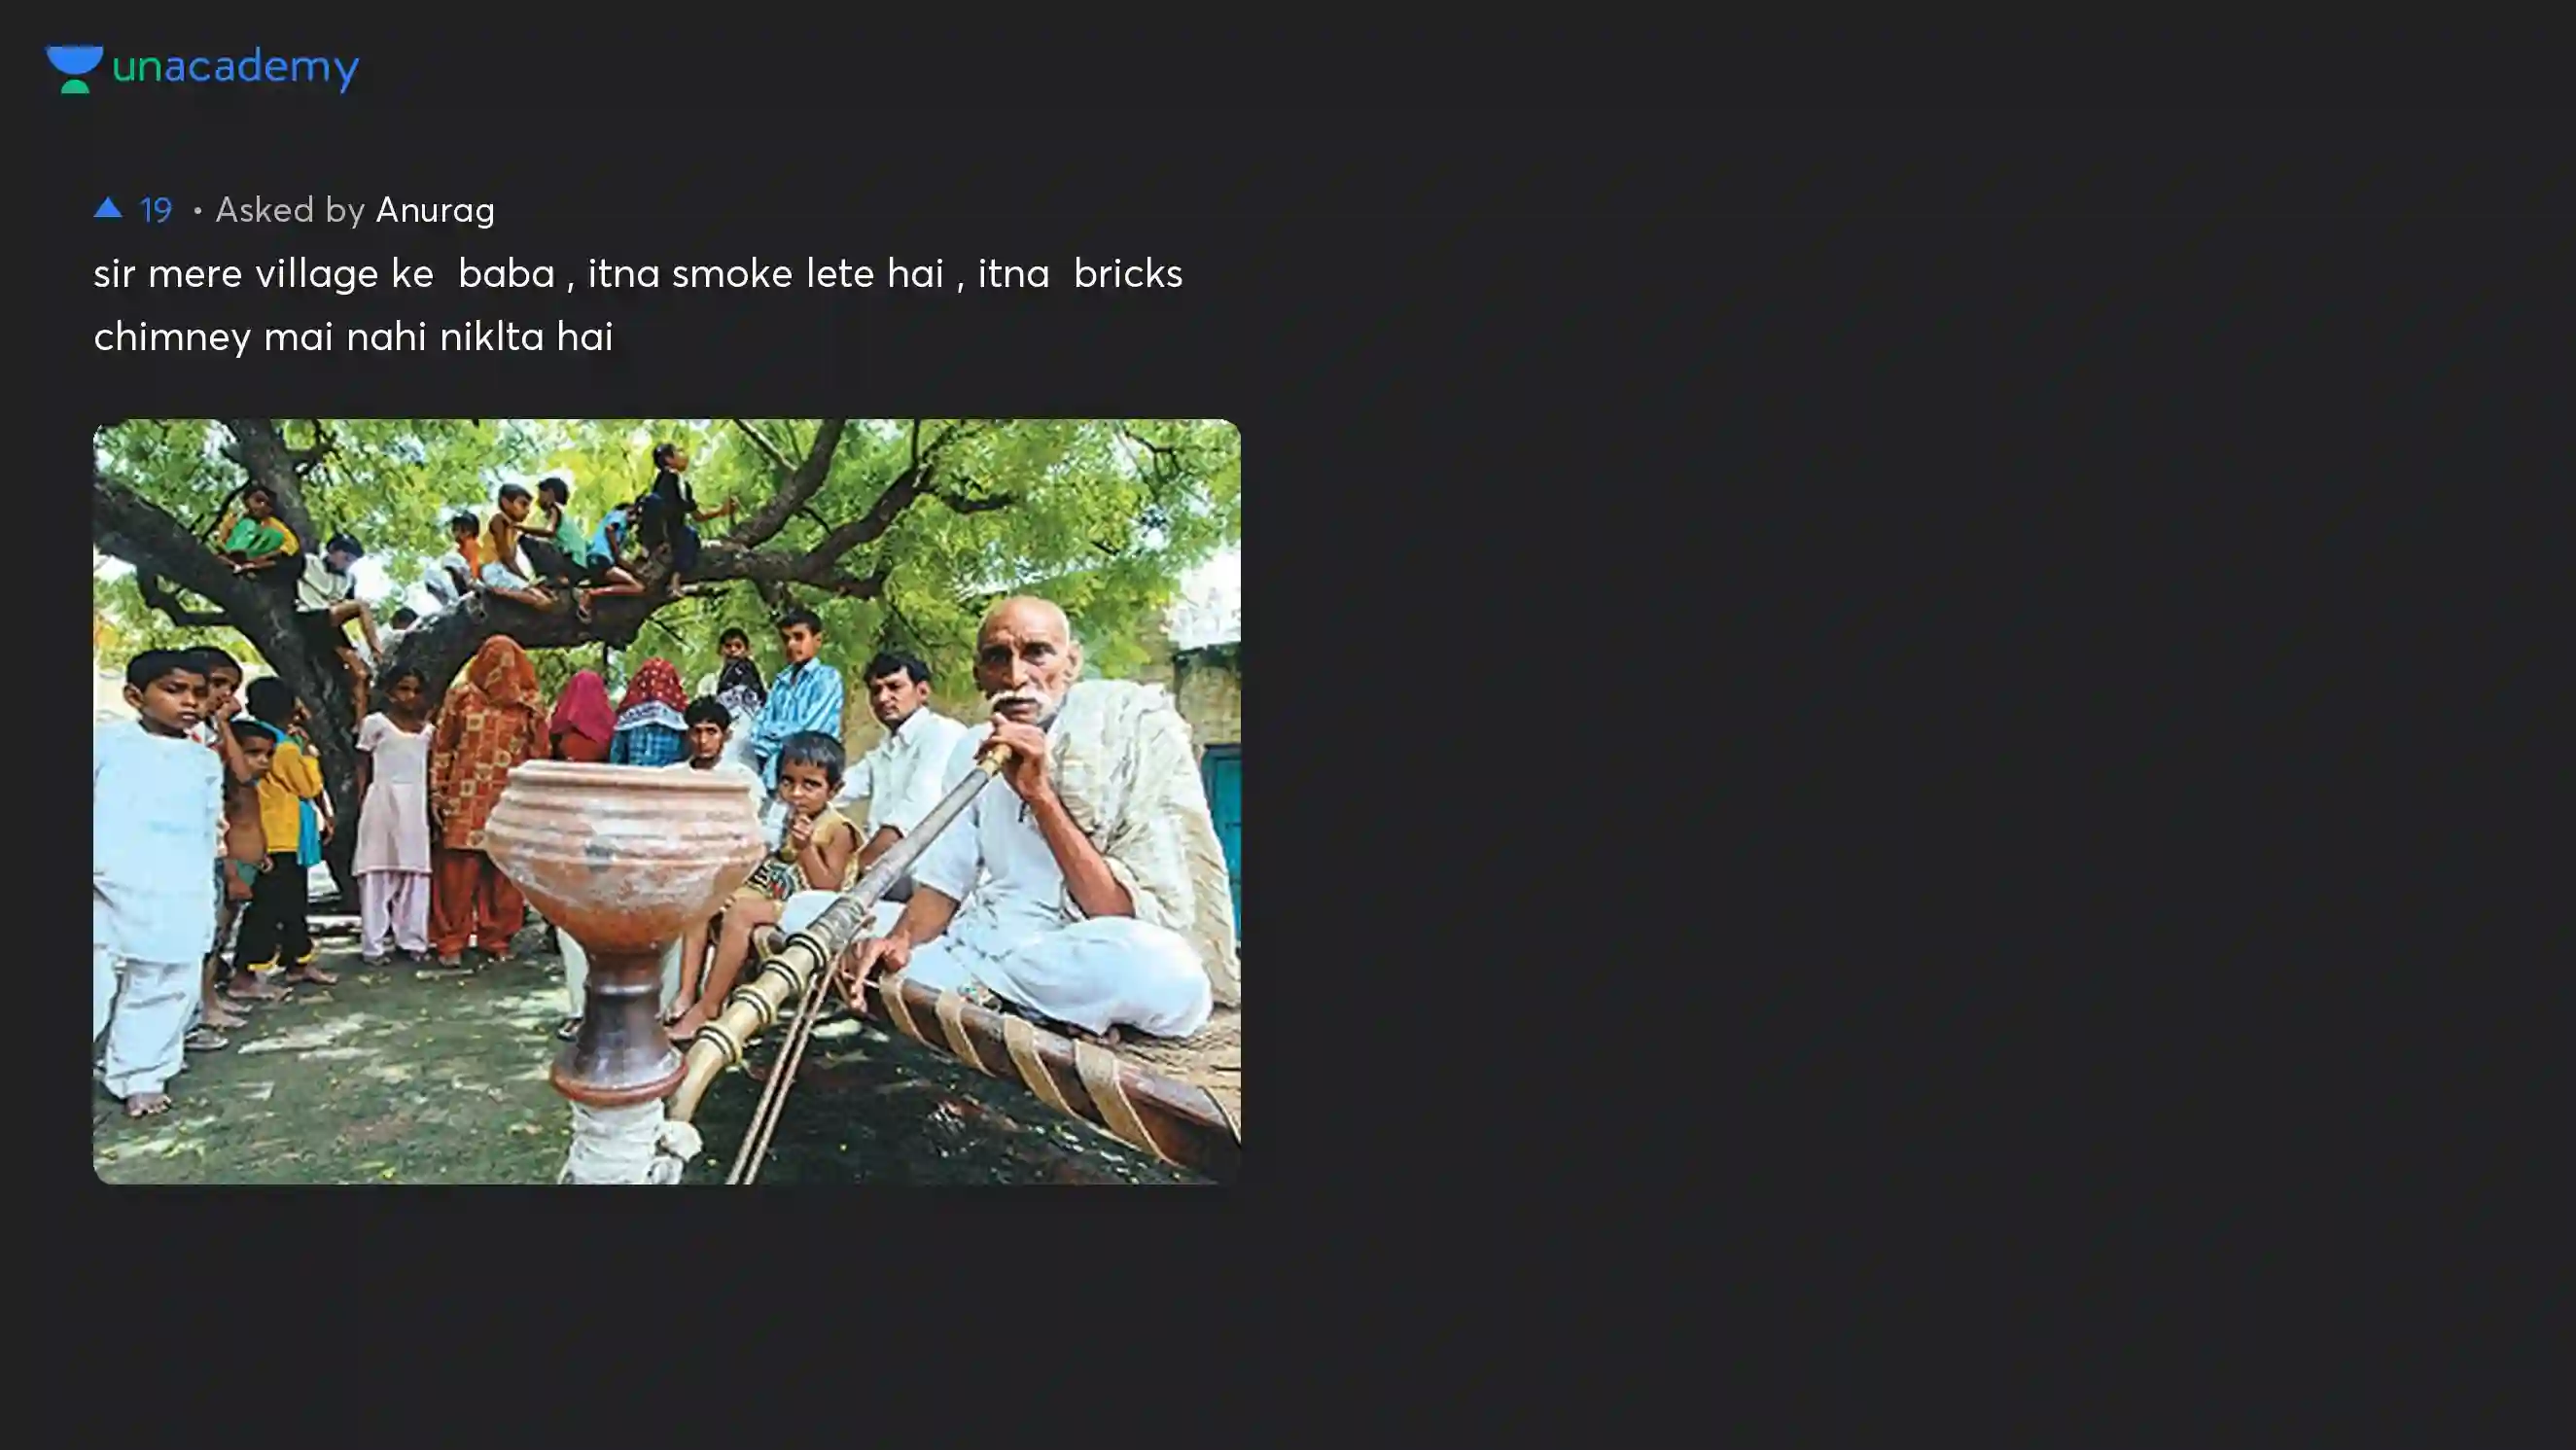 unacademy
▲ 19 • Asked by Anurag
sir mere village ke baba , itna smoke lete hai , itna bricks
chimney mai nahi niklta hai